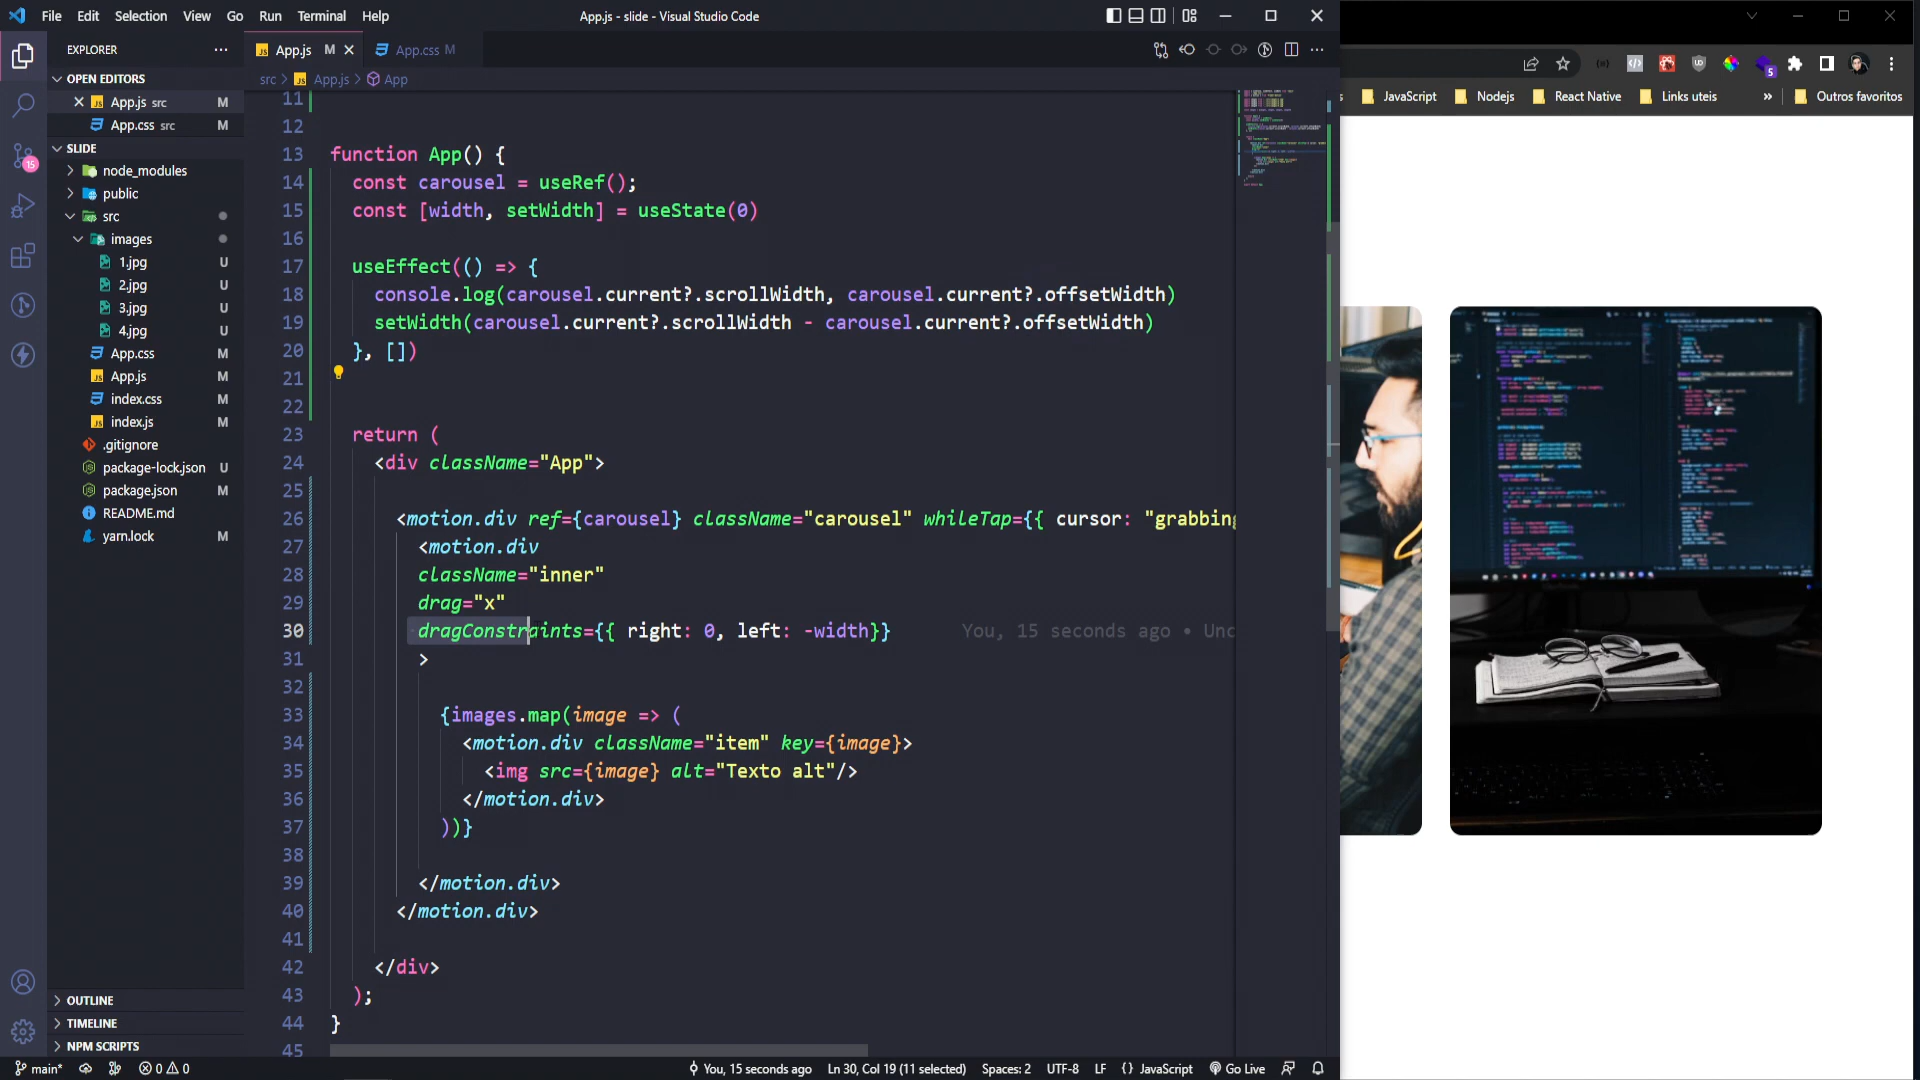 File Edit Selection View Go Run Terminal Help
App.js - slide - Visual Studio Code
EXPLORER
OPEN EDITORS
App.js src M
App.css src M
SLIDE
15
node_modules
public
src
images
1.jpg U
2.jpg U
3.jpg U
4.jpg U
App.css M
App.js M
index.css M
index.js M
.gitignore
package-lock.json U
package.json M
README.md
yarn.lock M
OUTLINE
TIMELINE
NPM SCRIPTS
App.js M
App.css M
src > App.js > App
11
12
13 function App() {
14 const carousel = useRef();
15 const [width, setWidth] = useState(0)
16
17 useEffect(() => {
18 console.log(carousel.current?.scrollWidth, carousel.current?.offsetWidth)
19 setWidth(carousel.current?.scrollWidth - carousel.current?.offsetWidth)
20 }, [])
21
22
23 return (
24 <div className="App">
25
26 <motion.div ref={carousel} className="carousel" whileTap={{ cursor: "grabbing
27 <motion.div
28 className="inner"
29 drag="x"
30 dragConstraints={{ right: 0, left: -width}} You, 15 seconds ago • Unc
31 >
32
33 {images.map(image => (
34 <motion.div className="item" key={image}>
35 <img src={image} alt="Texto alt"/>
36 </motion.div>
37 ))}
38
39 </motion.div>
40 </motion.div>
41
42 </div>
43 );
44 }
45
main* 0 0
You, 15 seconds ago Ln 30, Col 19 (11 selected) Spaces: 2 UTF-8 LF {} JavaScript Go Live
5
s JavaScript Nodejs React Native Links uteis » Outros favoritos